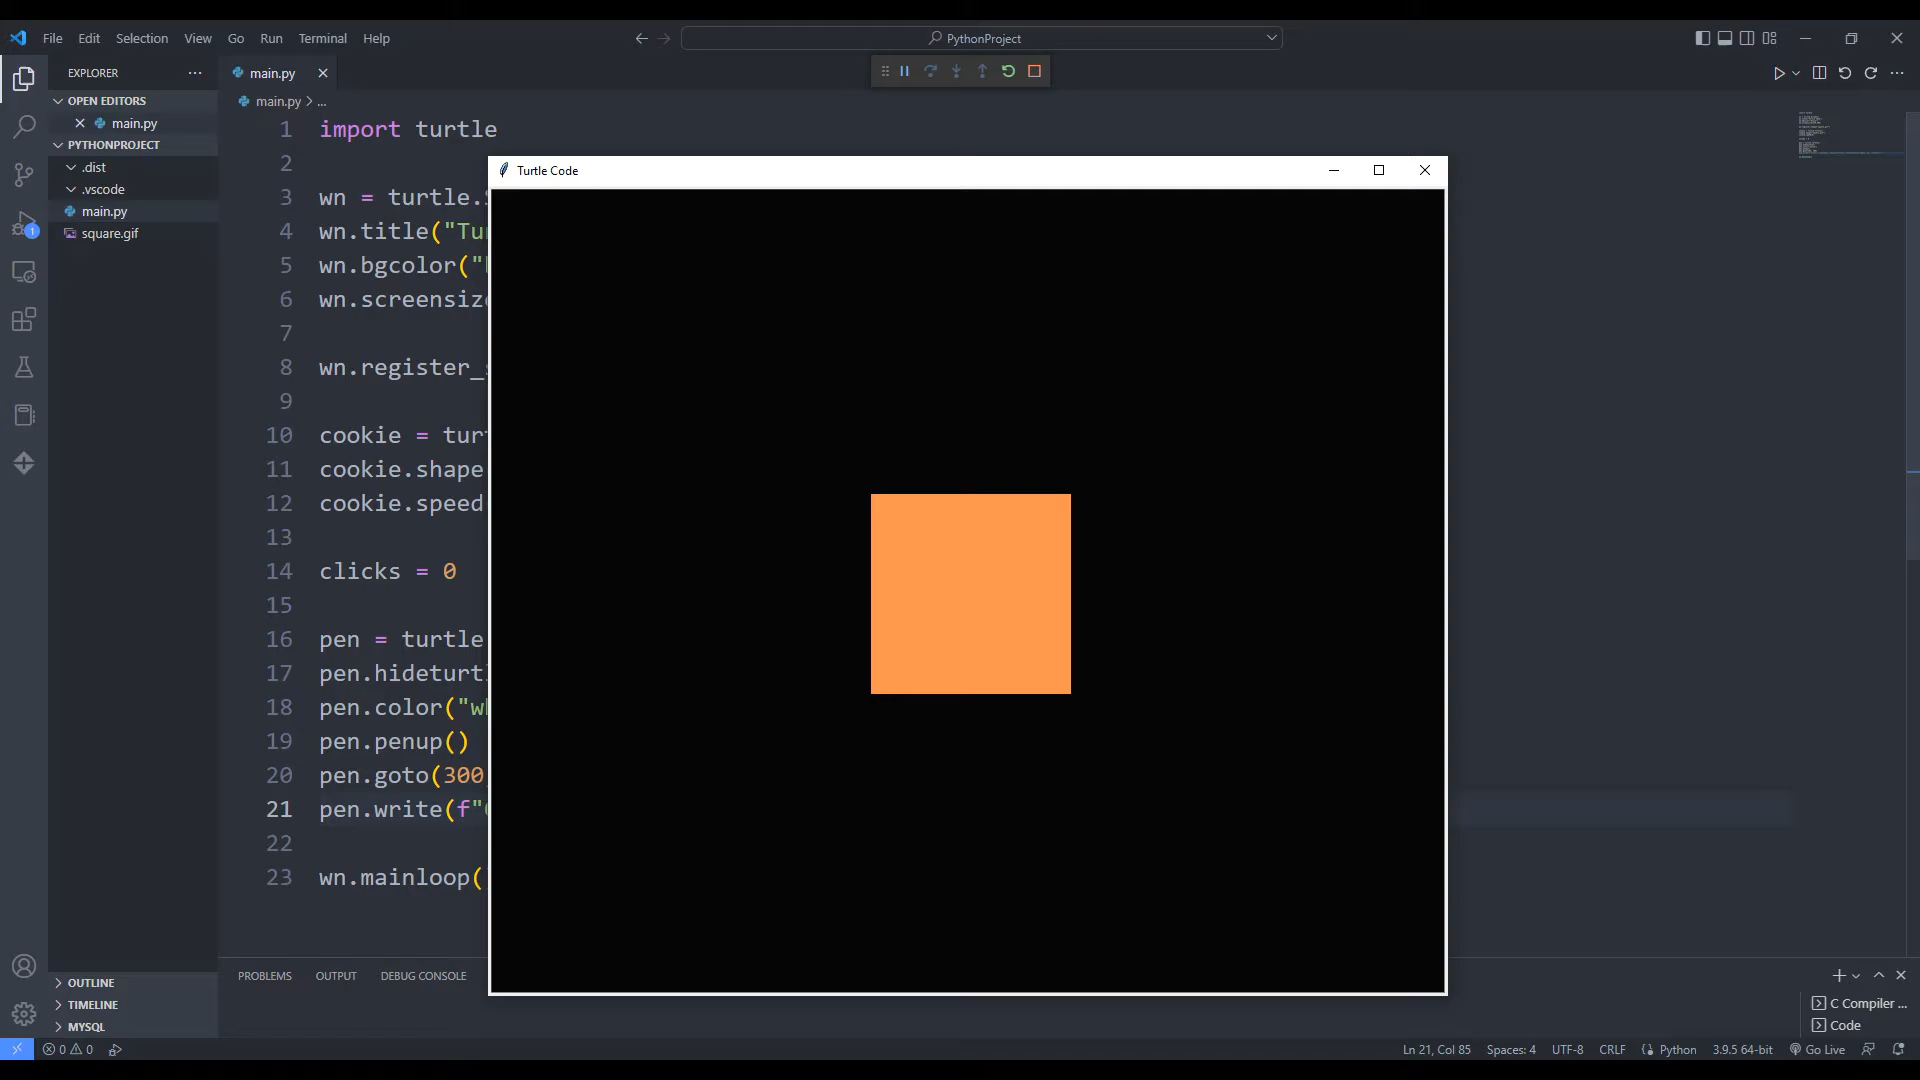 File Edit Selection View Go Run Terminal Help
PythonProject
EXPLORER
main.py
OPEN EDITORS
main.py
PYTHONPROJECT
.dist
.vscode
main.py
square.gif
OUTLINE
TIMELINE
MYSQL
1
main.py > ...
1 import turtle
2
3 wn = turtle.
4 wn.title("Tu
5 wn.bgcolor("
6 wn.screensiz
7
8 wn.register_
9
10 cookie = tur
11 cookie.shape
12 cookie.speed
13
14 clicks = 0
15
16 pen = turtle
17 pen.hideturt
18 pen.color("w
19 pen.penup()
20 pen.goto(300
21 pen.write(f"
22
23 wn.mainloop(
Turtle Code
PROBLEMS OUTPUT DEBUG CONSOLE
C Compiler ...
Code
0 0
Ln 21, Col 85 Spaces: 4 UTF-8 CRLF Python 3.9.5 64-bit Go Live